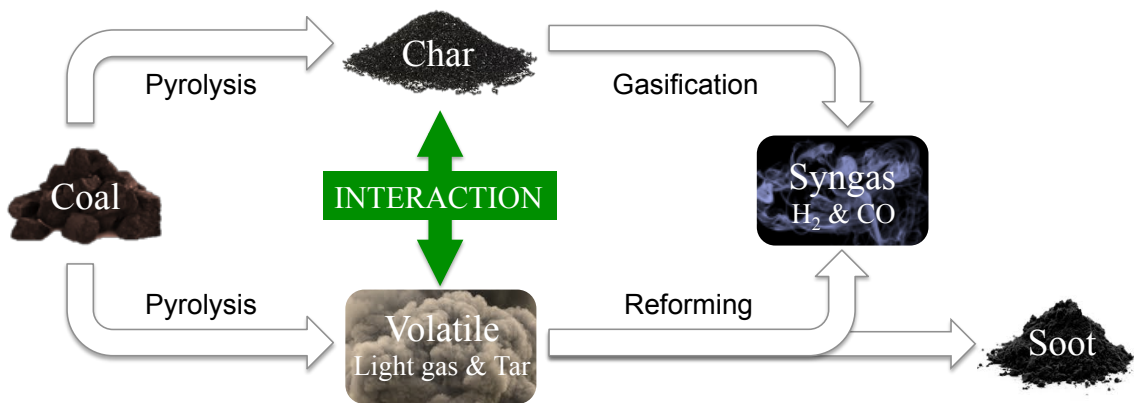 Char
Pyrolysis
Gasification
Coal
INTERACTION
Syngas
H₂ & CO
Pyrolysis
Reforming
Volatile
Light gas & Tar
Soot